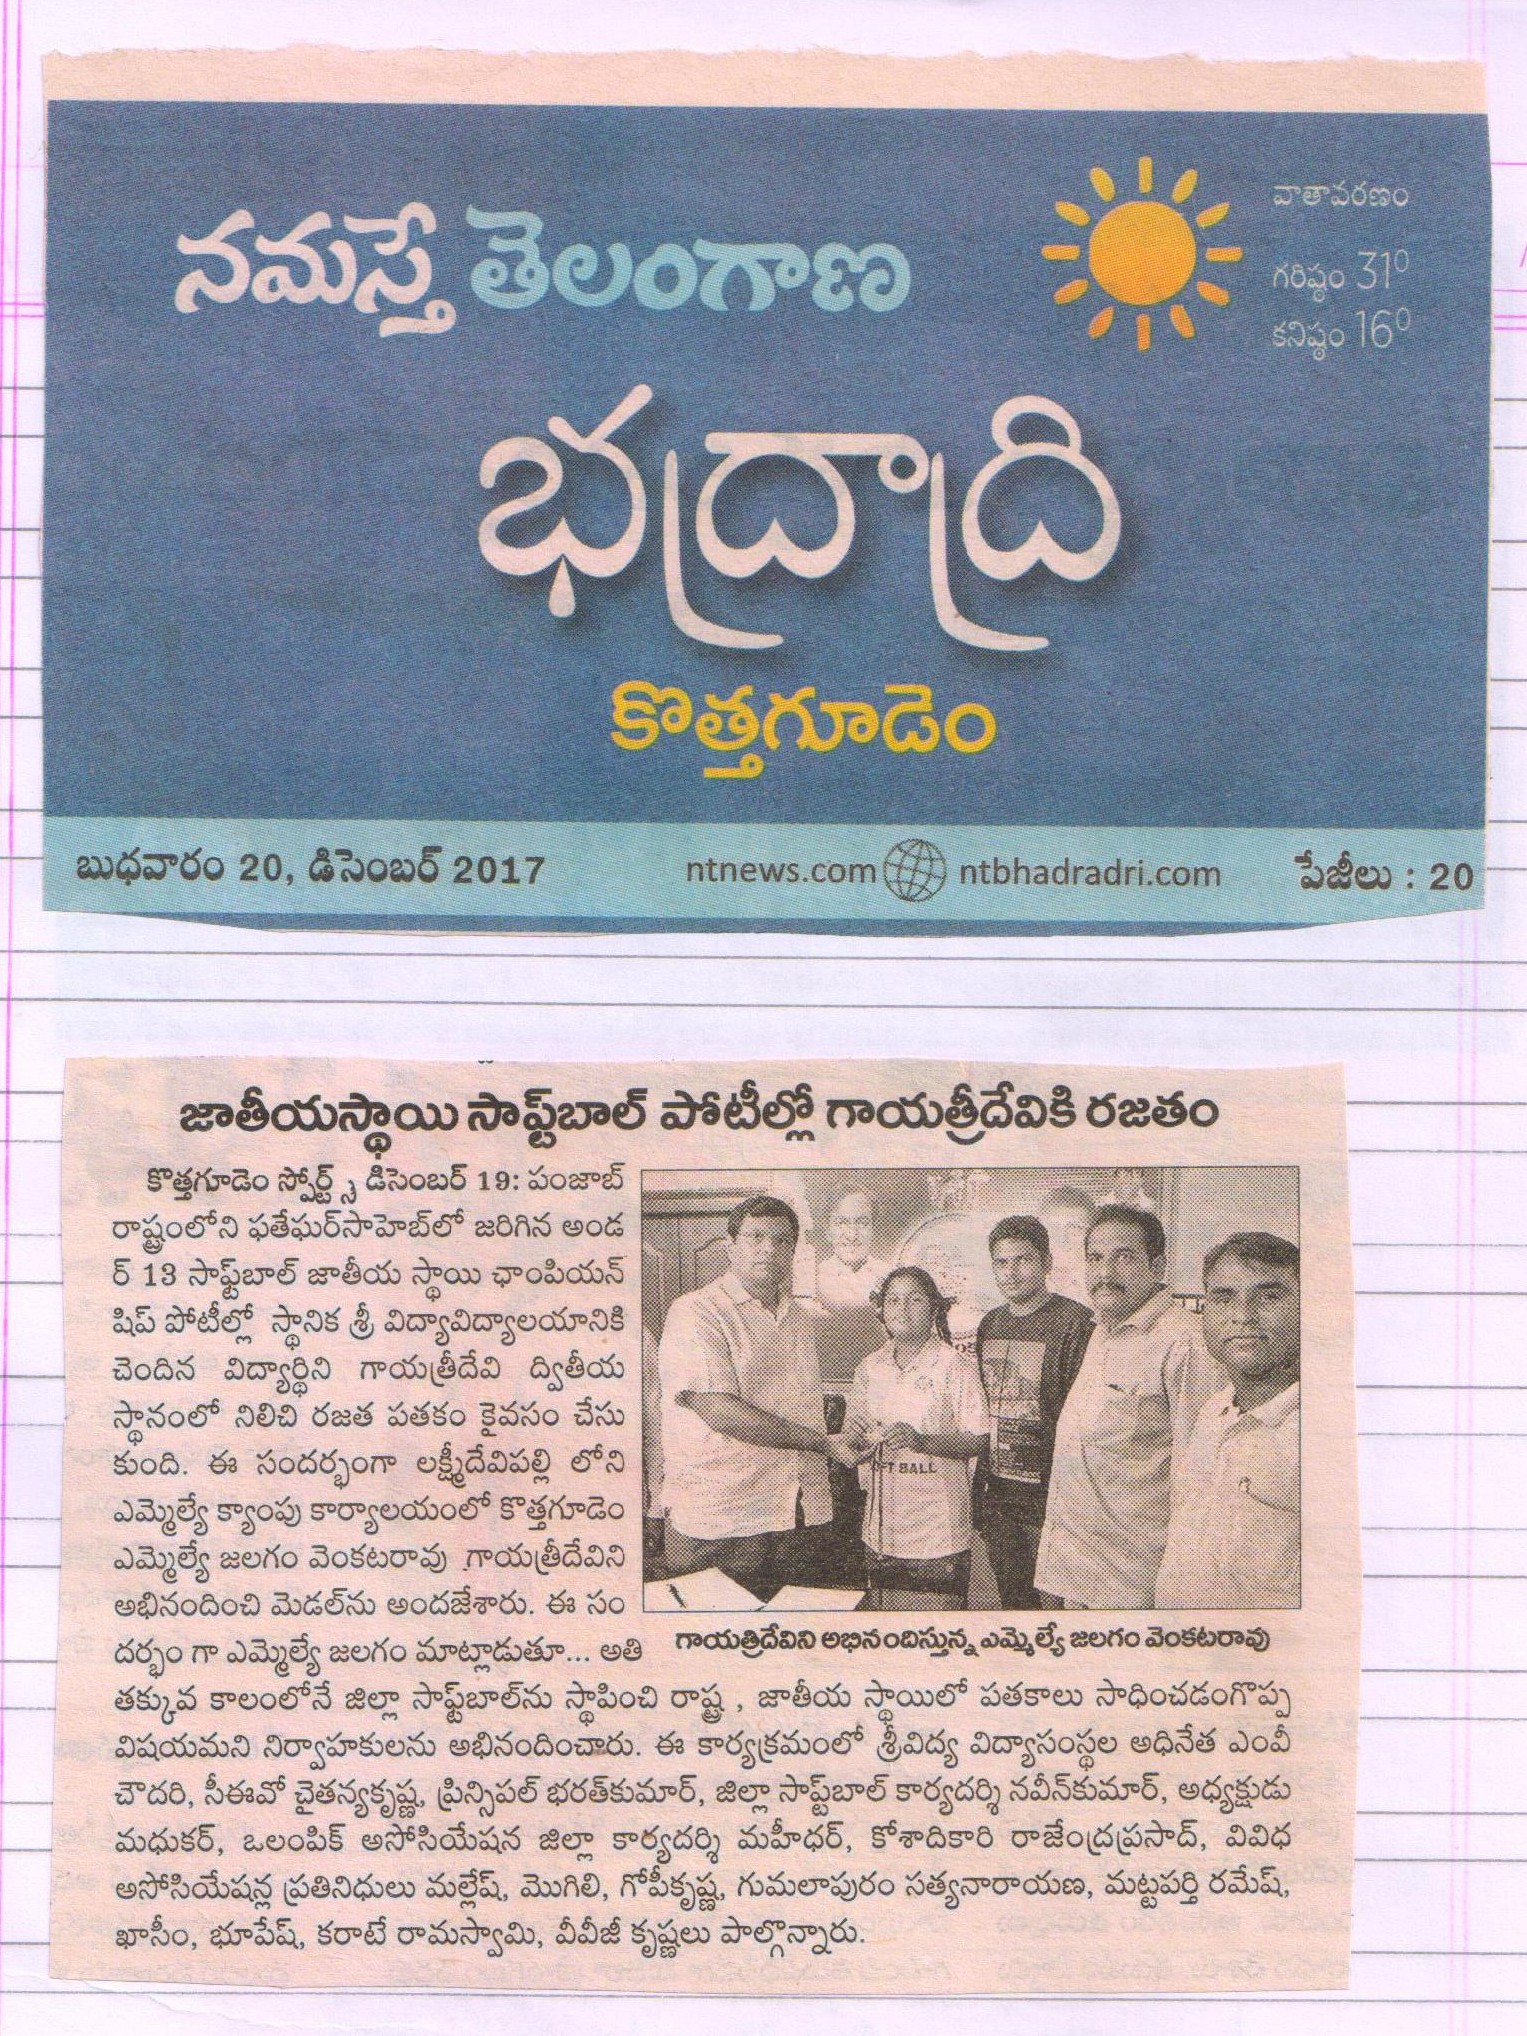 నమస్తే తెలంగాణ
వాతావరణం
గరిష్ఠం 31⁰
కనిష్ఠం 16⁰
భద్రాద్రి
కొత్తగూడెం
బుధవారం 20, డిసెంబర్ 2017
ntnews.com ntbhadradri.com
పేజీలు : 20
జాతీయస్థాయి సాఫ్ట్‌బాల్ పోటీల్లో గాయత్రీదేవికి రజతం
కొత్తగూడెం స్పోర్ట్స్ డిసెంబర్ 19: పంజాబ్
రాష్ట్రంలోని ఫతేఘర్‌సాహెబ్‌లో జరిగిన అండ
ర్ 13 సాఫ్ట్‌బాల్ జాతీయ స్థాయి ఛాంపియన్
షిప్ పోటీల్లో స్థానిక శ్రీ విద్యావిద్యాలయానికి
చెందిన విద్యార్థిని గాయత్రీదేవి ద్వితీయ
స్థానంలో నిలిచి రజత పతకం కైవసం చేసు
కుంది. ఈ సందర్భంగా లక్ష్మీదేవిపల్లి లోని
ఎమ్మెల్యే క్యాంపు కార్యాలయంలో కొత్తగూడెం
ఎమ్మెల్యే జలగం వెంకటరావు గాయత్రీదేవిని
అభినందించి మెడల్‌ను అందజేశారు. ఈ సం
దర్భం గా ఎమ్మెల్యే జలగం మాట్లాడుతూ... అతి
FT BALL
గాయత్రిదేవిని అభినందిస్తున్న ఎమ్మెల్యే జలగం వెంకటరావు
తక్కువ కాలంలోనే జిల్లా సాఫ్ట్‌బాల్‌ను స్థాపించి రాష్ట్ర , జాతీయ స్థాయిలో పతకాలు సాధించడంగొప్ప
విషయమని నిర్వాహకులను అభినందించారు. ఈ కార్యక్రమంలో శ్రీవిద్య విద్యాసంస్థల అధినేత ఎంవీ
చౌదరి, సీఈవో చైతన్యకృష్ణ, ప్రిన్సిపల్ భరత్‌కుమార్, జిల్లా సాఫ్ట్‌బాల్ కార్యదర్శి నవీన్‌కుమార్, అధ్యక్షుడు
మధుకర్, ఒలంపిక్ అసోసియేషన జిల్లా కార్యదర్శి మహీధర్, కోశాదికారి రాజేంద్రప్రసాద్, వివిధ
అసోసియేషన్ల ప్రతినిధులు మల్లేష్, మొగిలి, గోపీకృష్ణ, గుమలాపురం సత్యనారాయణ, మట్టపర్తి రమేష్,
ఖాసీం, భూపేష్, కరాటే రామస్వామి, వీవీజీ కృష్ణలు పాల్గొన్నారు.